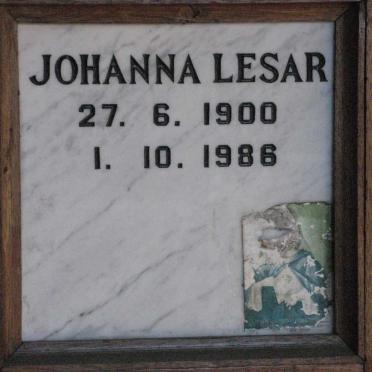 JOHANNA LESAR
27. 6. 1900
1. 10. 1986